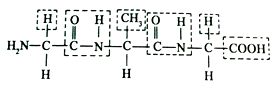 H O H CH₃ O H H
H₂N—C—C—N—C—C—N—C—COOH
H H H